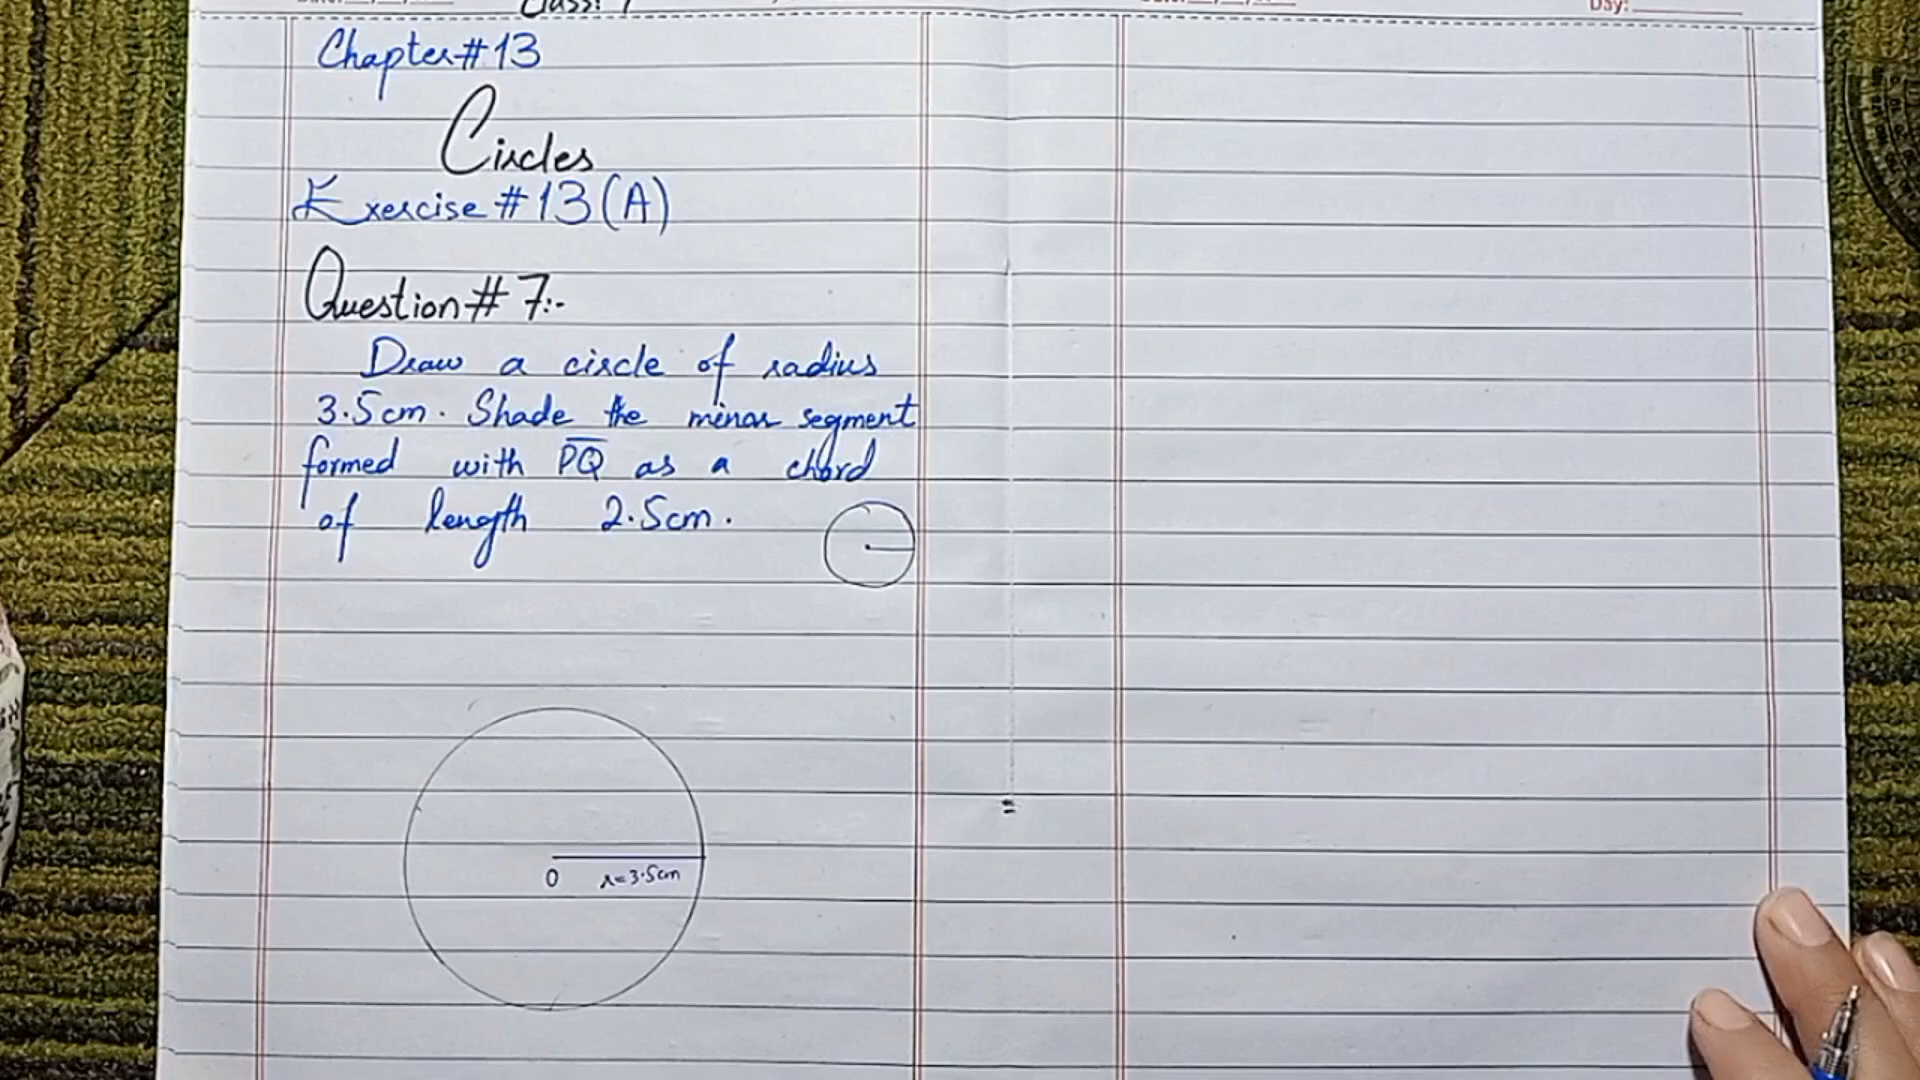 Day:
Chapter#13
Circles
Exercise#13(A)
Question#7:-
Draw a circle of radius
3.5cm. Shade the minor segment
formed with PQ as a chord
of length 2.5cm.
O r=3.5cm